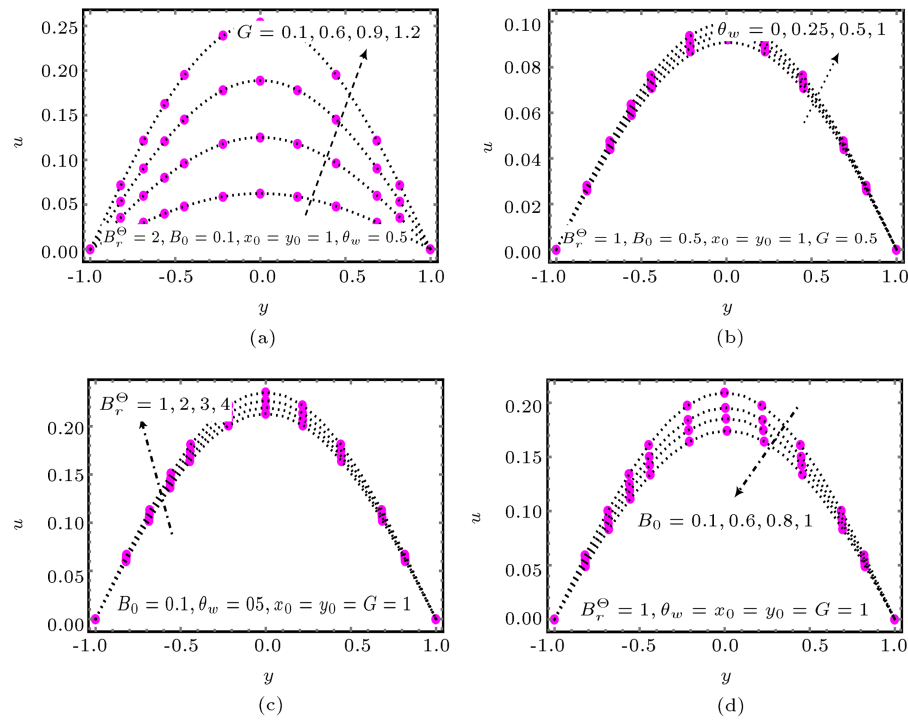 G = 0.1, 0.6, 0.9, 1.2
u
0.25
0.20
0.15
0.10
0.05
0.00
B_r^Θ = 2, B_0 = 0.1, x_0 = y_0 = 1, θ_w = 0.5
-1.0 -0.5 0.0 0.5 1.0
y
(a)
θ_w = 0, 0.25, 0.5, 1
u
0.10
0.08
0.06
0.04
0.02
0.00
B_r^Θ = 1, B_0 = 0.5, x_0 = y_0 = 1, G = 0.5
-1.0 -0.5 0.0 0.5 1.0
y
(b)
B_r^Θ = 1, 2, 3, 4
u
0.20
0.15
0.10
0.05
0.00
B_0 = 0.1, θ_w = 05, x_0 = y_0 = G = 1
-1.0 -0.5 0.0 0.5 1.0
y
(c)
u
0.20
0.15
0.10
0.05
0.00
B_0 = 0.1, 0.6, 0.8, 1
B_r^Θ = 1, θ_w = x_0 = y_0 = G = 1
-1.0 -0.5 0.0 0.5 1.0
y
(d)